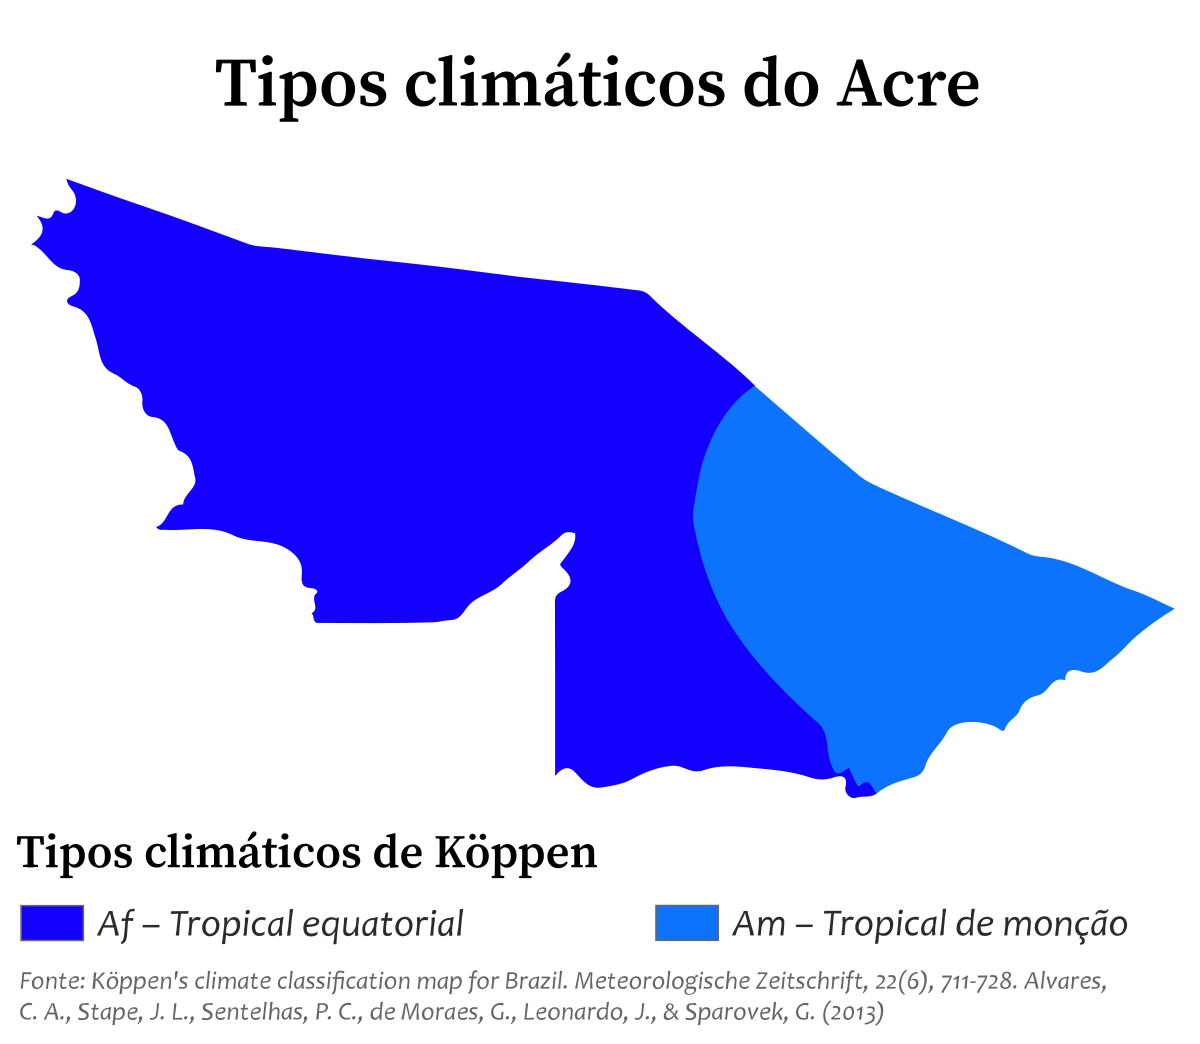 Tipos climáticos do Acre
Tipos climáticos de Köppen
Af – Tropical equatorial
Am – Tropical de monção
Fonte: Köppen's climate classification map for Brazil. Meteorologische Zeitschrift, 22(6), 711-728. Alvares,
C. A., Stape, J. L., Sentelhas, P. C., de Moraes, G., Leonardo, J., & Sparovek, G. (2013)